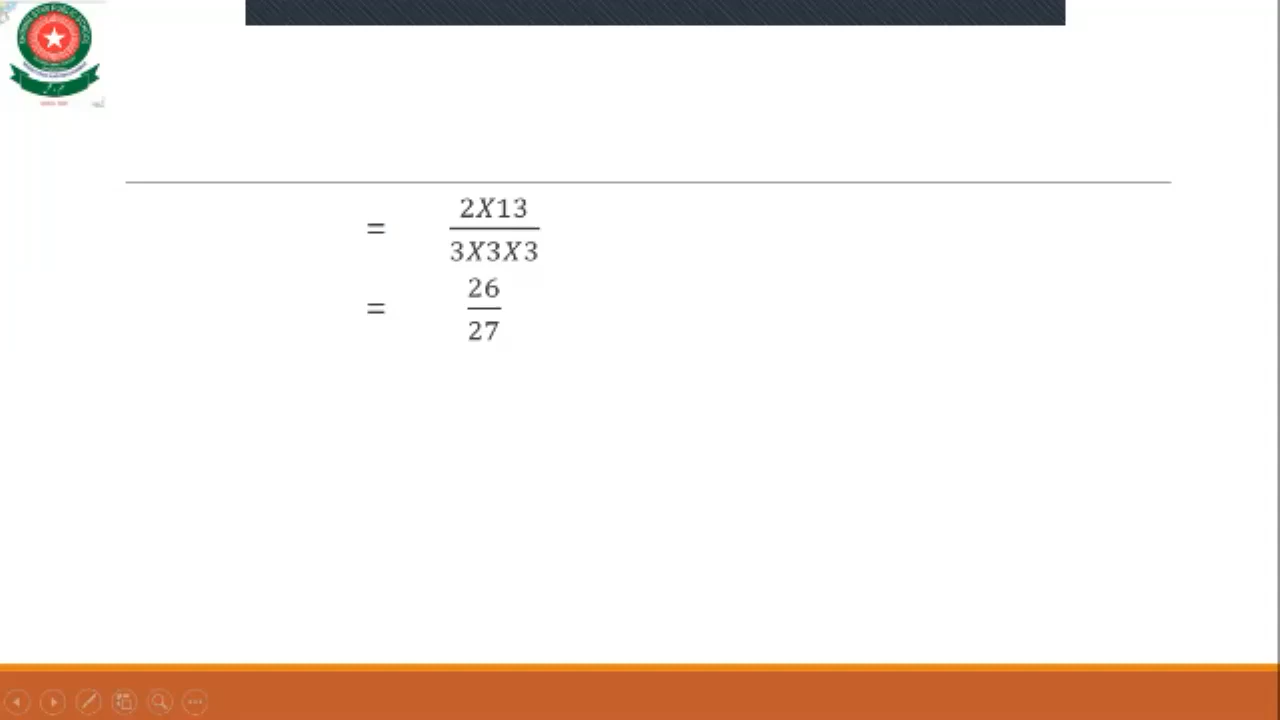 = 2X13
3X3X3
= 26
27